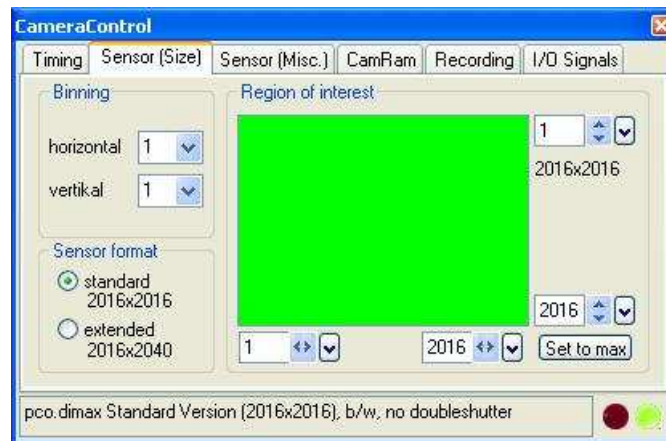 CameraControl
Timing Sensor (Size) Sensor (Misc.) CamRam Recording I/O Signals
Binning
horizontal 1
vertikal 1
Sensor format
standard
2016x2016
extended
2016x2040
Region of interest
1
2016x2016
2016
1 2016 Set to max
pco.dimax Standard Version (2016x2016), b/w, no doubleshutter